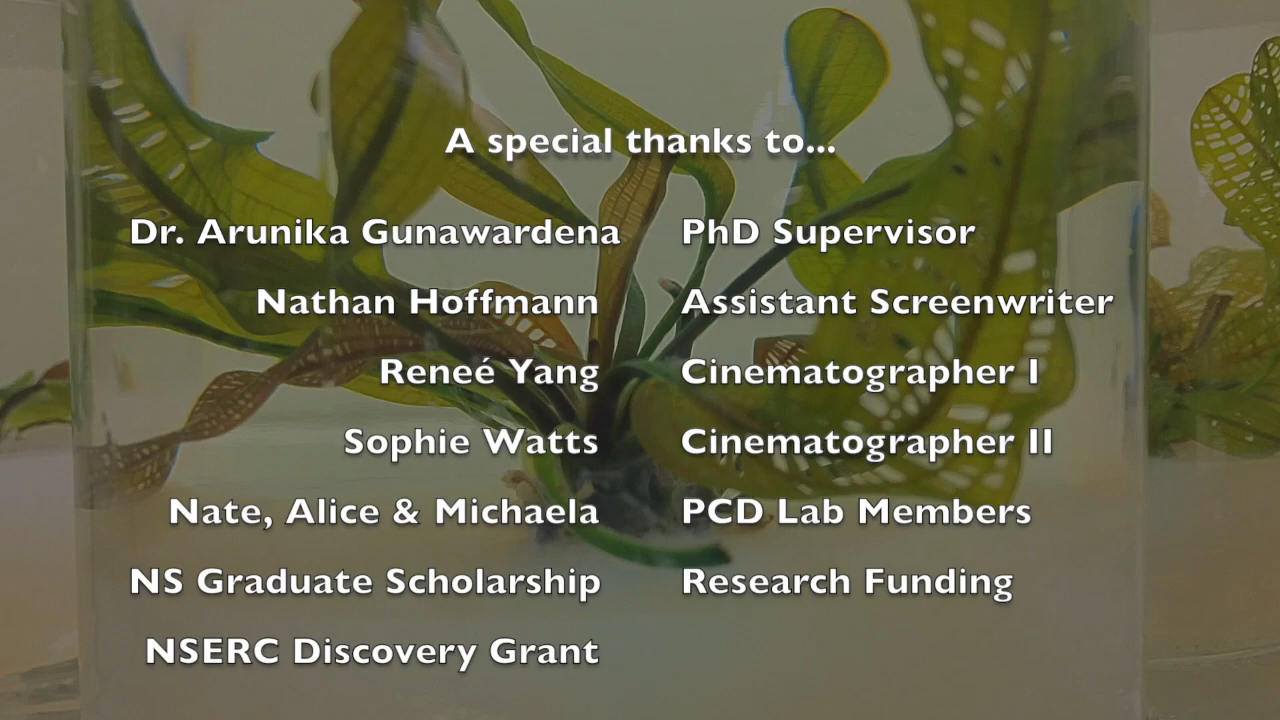 A special thanks to...
Dr. Arunika Gunawardena PhD Supervisor
Nathan Hoffmann Assistant Screenwriter
Reneé Yang Cinematographer I
Sophie Watts Cinematographer II
Nate, Alice & Michaela PCD Lab Members
NS Graduate Scholarship Research Funding
NSERC Discovery Grant